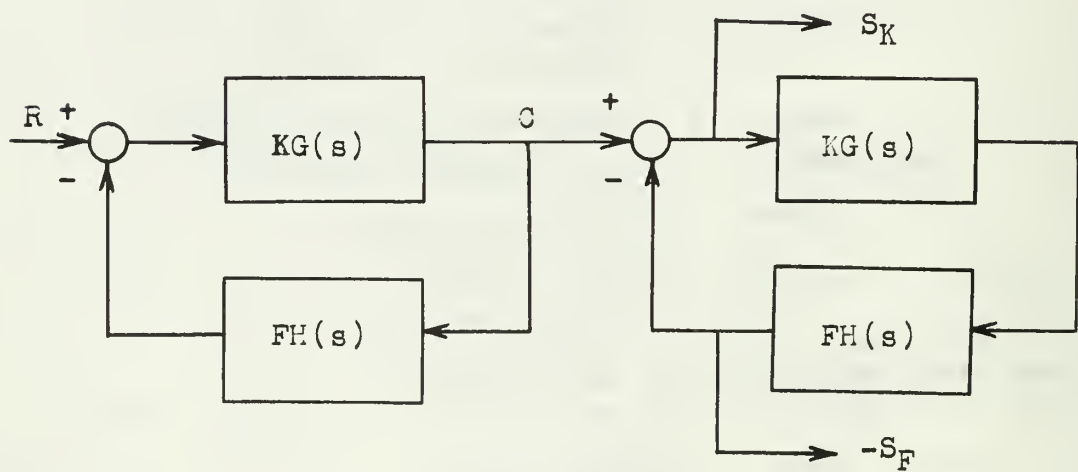 S_K
R + - KG(s) C + - KG(s)
FH(s) FH(s)
-S_F